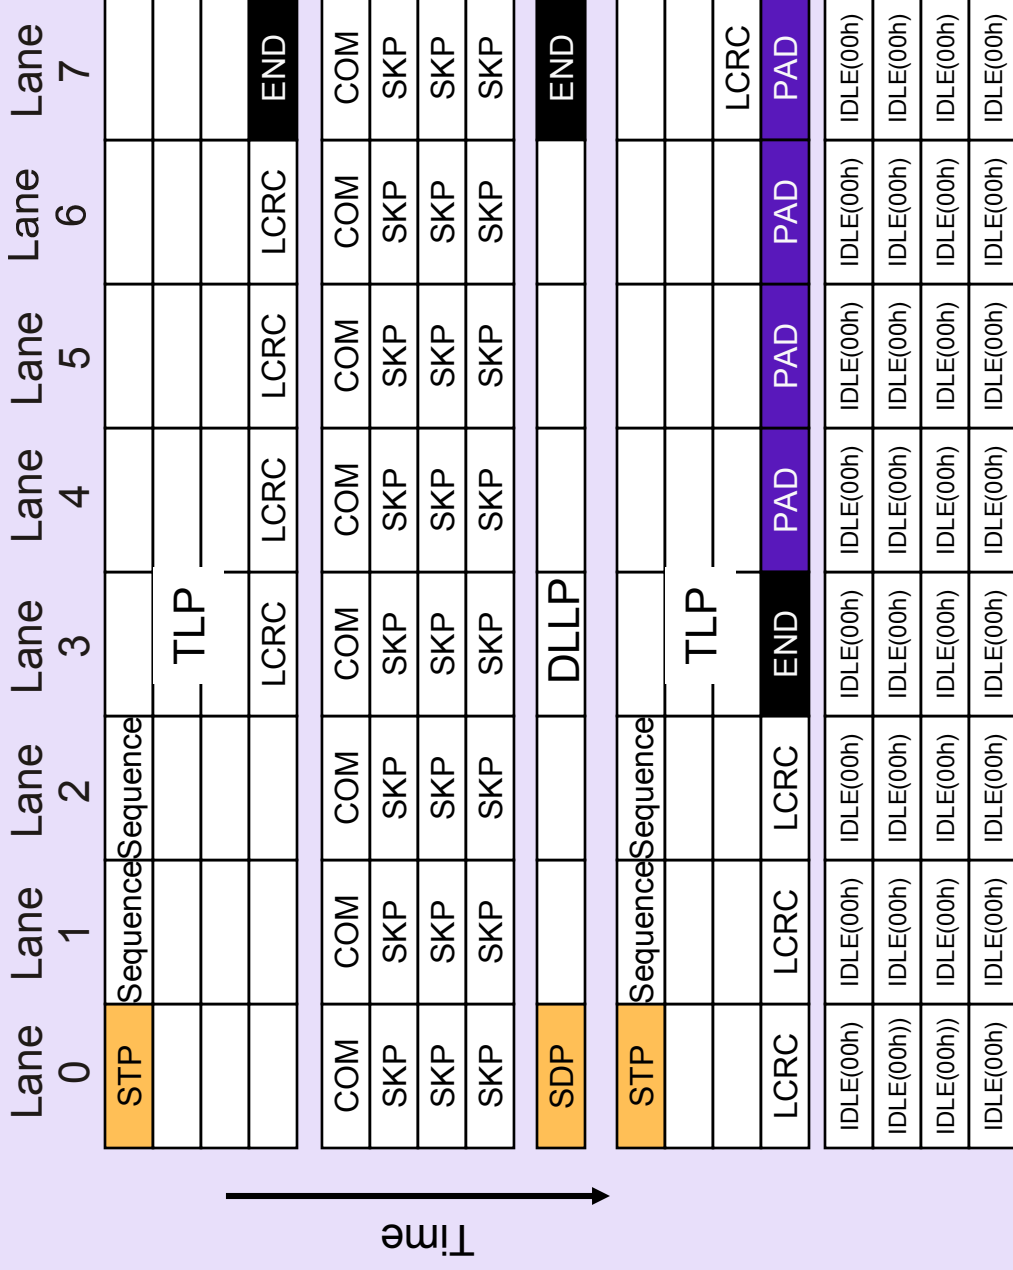 Lane Lane Lane Lane Lane Lane Lane Lane
0 1 2 3 4 5 6 7
STP Sequence Sequence
TLP
LCRC LCRC LCRC LCRC END
COM COM COM COM COM COM COM COM
SKP SKP SKP SKP SKP SKP SKP SKP
SKP SKP SKP SKP SKP SKP SKP SKP
SKP SKP SKP SKP SKP SKP SKP SKP
SDP DLLP END
STP Sequence Sequence
TLP
LCRC
LCRC LCRC LCRC END PAD PAD PAD PAD
IDLE(00h) IDLE(00h) IDLE(00h) IDLE(00h) IDLE(00h) IDLE(00h) IDLE(00h) IDLE(00h)
IDLE(00h)) IDLE(00h) IDLE(00h) IDLE(00h) IDLE(00h) IDLE(00h) IDLE(00h) IDLE(00h)
IDLE(00h)) IDLE(00h) IDLE(00h) IDLE(00h) IDLE(00h) IDLE(00h) IDLE(00h) IDLE(00h)
IDLE(00h) IDLE(00h) IDLE(00h) IDLE(00h) IDLE(00h) IDLE(00h) IDLE(00h) IDLE(00h)
Time